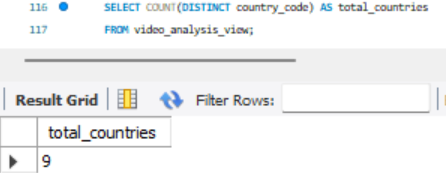 116 SELECT COUNT(DISTINCT country_code) AS total_countries
117 FROM video_analysis_view;
Result Grid Filter Rows:
total_countries
9